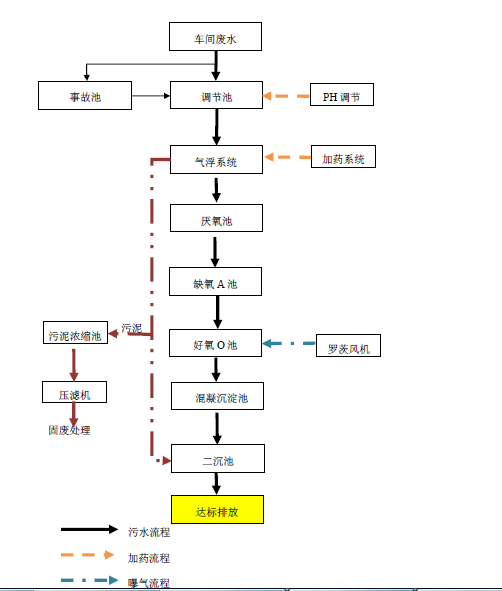 车间废水
事故池
调节池
PH 调节
气浮系统
加药系统
厌氧池
缺氧 A 池
污泥
污泥浓缩池
好氧 O 池
罗茨风机
压滤机
混凝沉淀池
固废处理
二沉池
达标排放
污水流程
加药流程
曝气流程